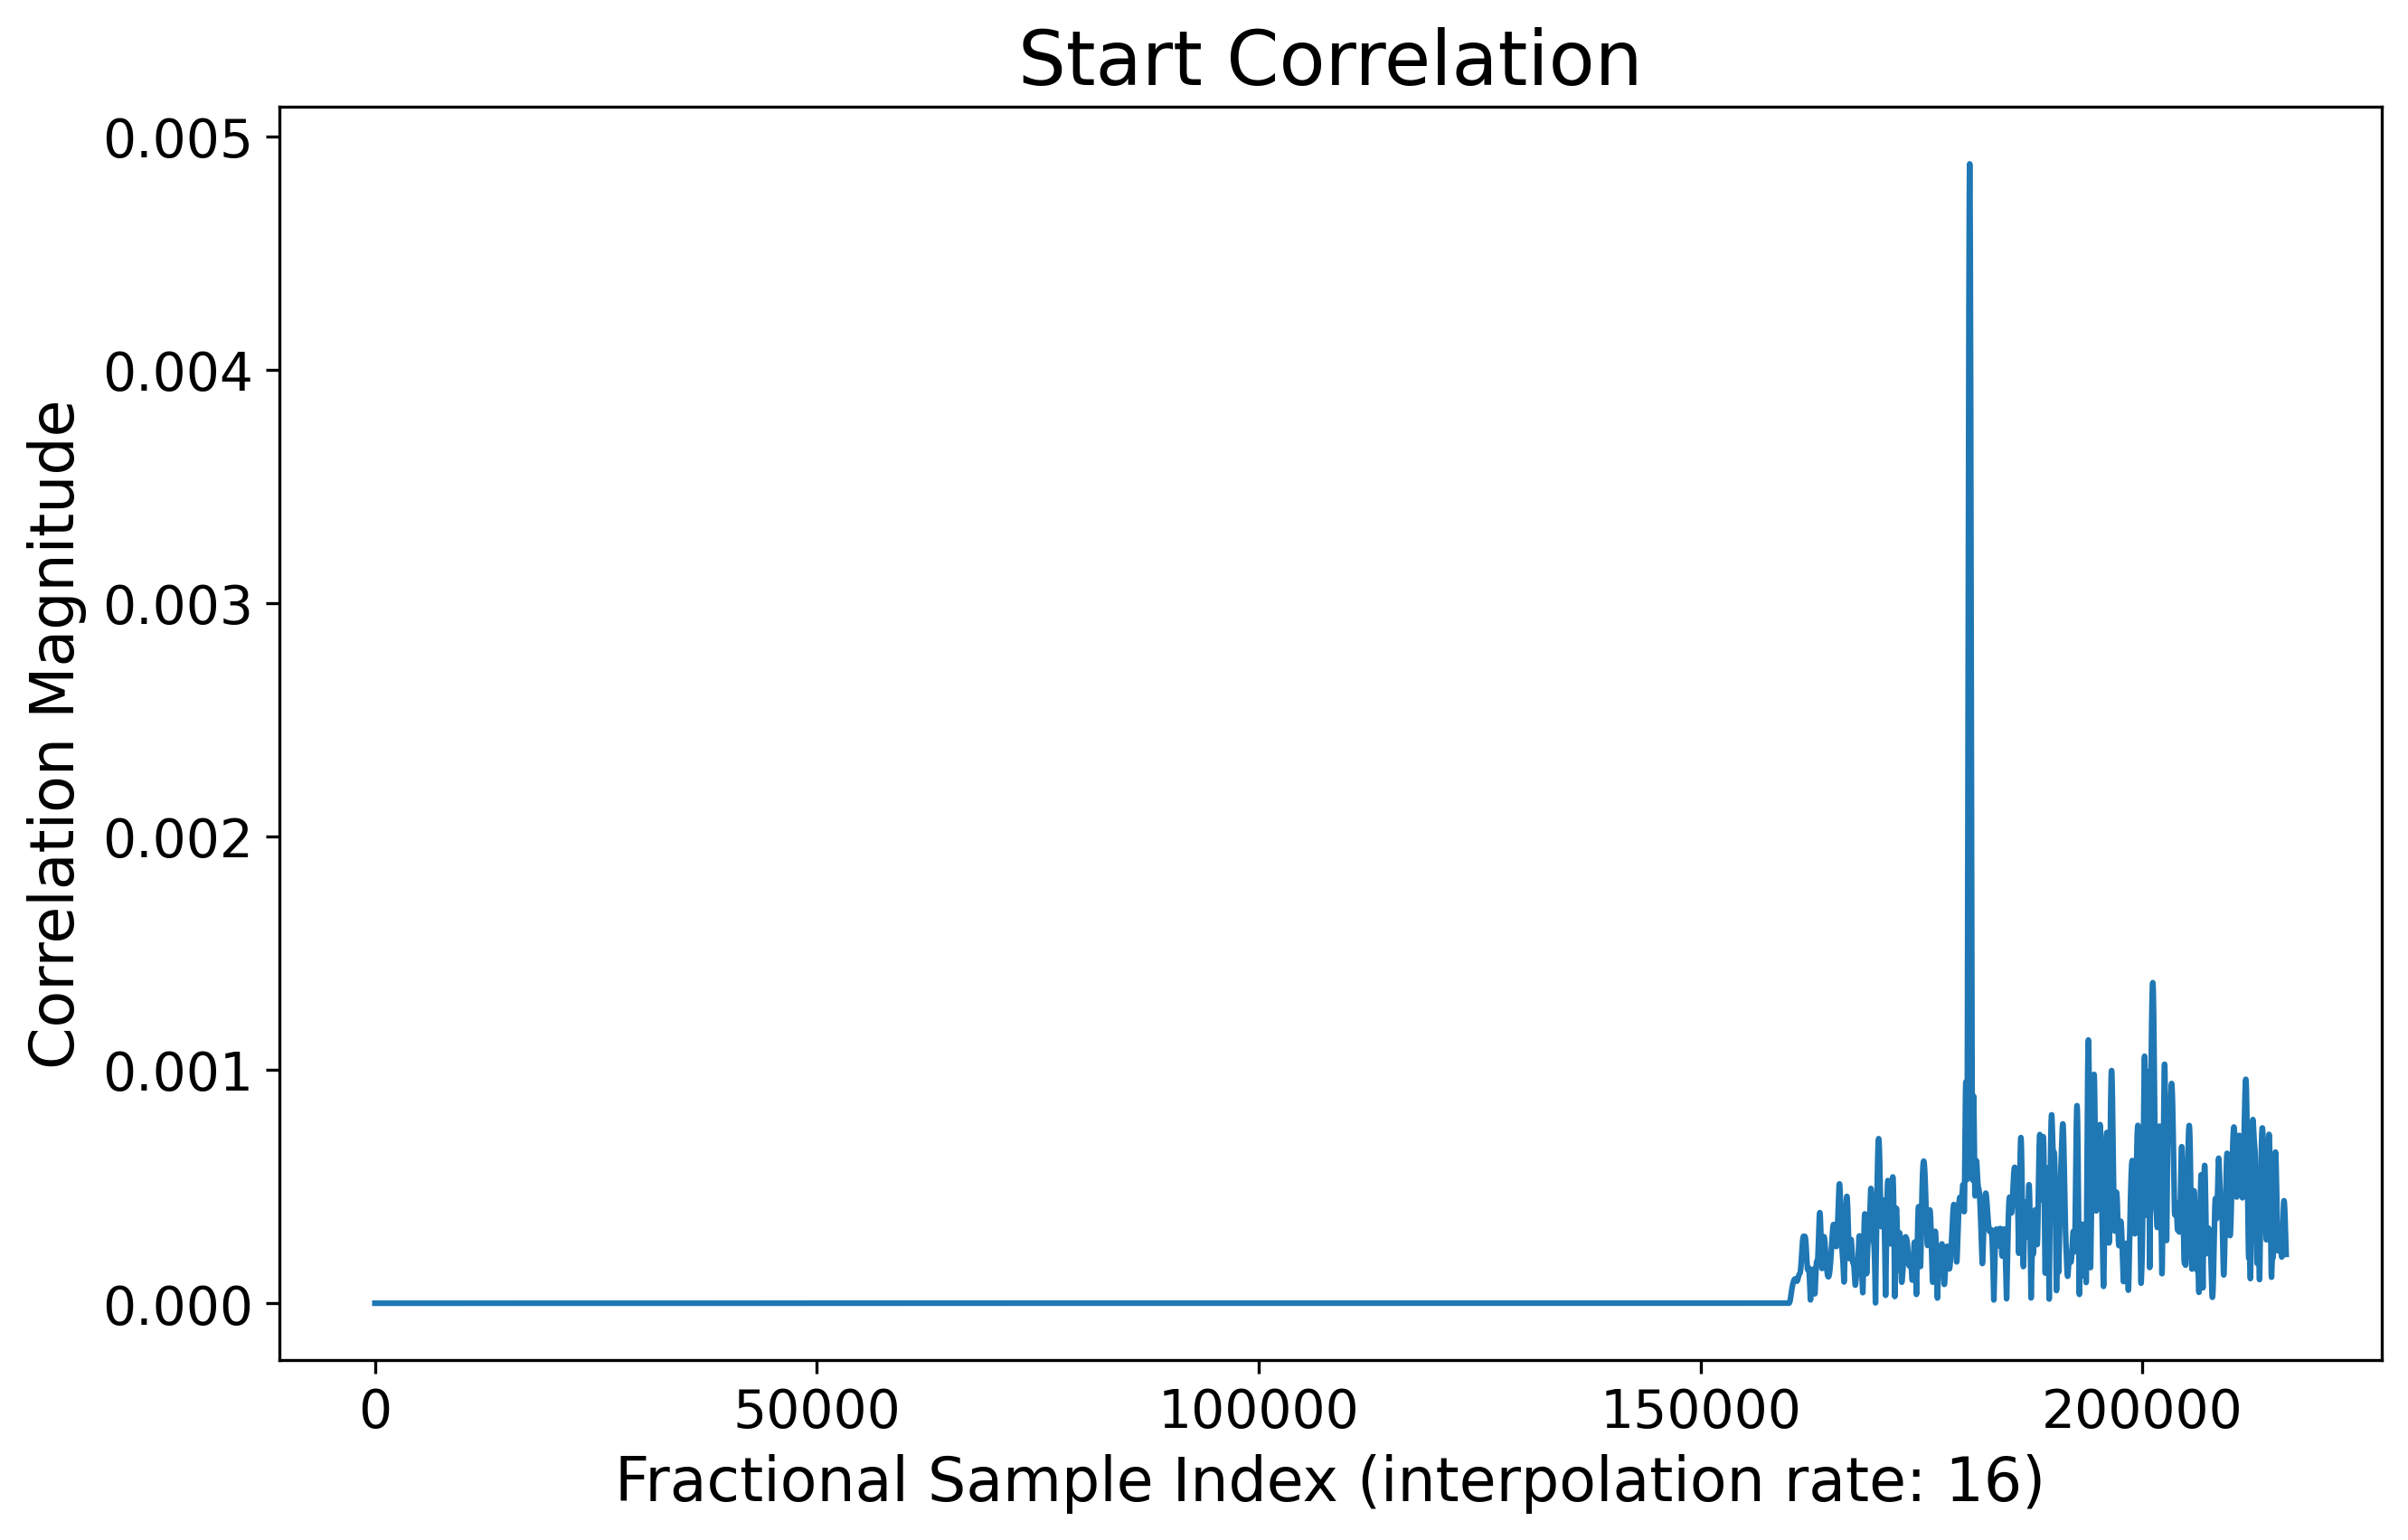 Start Correlation
0.005
0.004
0.003
0.002
0.001
0.000
Correlation Magnitude
0 50000 100000 150000 200000
Fractional Sample Index (interpolation rate: 16)